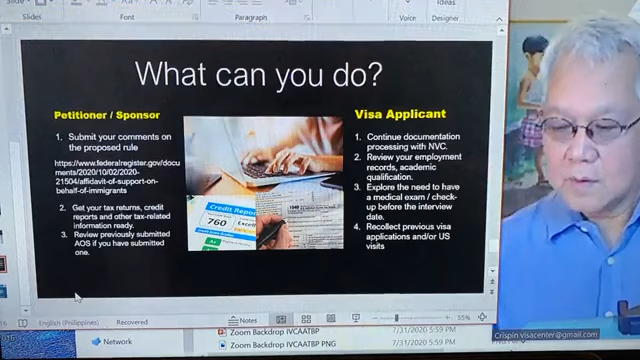 Slides
Font
Paragraph
Voice
Ideas
Designer
What can you do?
Petitioner / Sponsor
1. Submit your comments on
the proposed rule
https://www.federalregister.gov/docu
ments/2020/10/02/2020-
21504/affidavit-of-support-on-
behalf-of-immigrants
2. Get your tax returns, credit
reports and other tax-related
information ready.
3. Review previously submitted
AOS if you have submitted
one.
Credit Repor
760
Excell
1040
Visa Applicant
1. Continue documentation
processing with NVC.
2. Review your employment
records, academic
qualification.
3. Explore the need to have
a medical exam / check-
up before the interview
date.
4. Recollect previous visa
applications and/or US
visits
English (Philippines)
Recovered
Notes
55%
Network
Zoom Backdrop IVCAATBP
7/31/2020 5:59 PM
Zoom Backdrop IVCAATBP PNG
7/31/2020 5:59 PM
Crispin visacenter@gmail.com